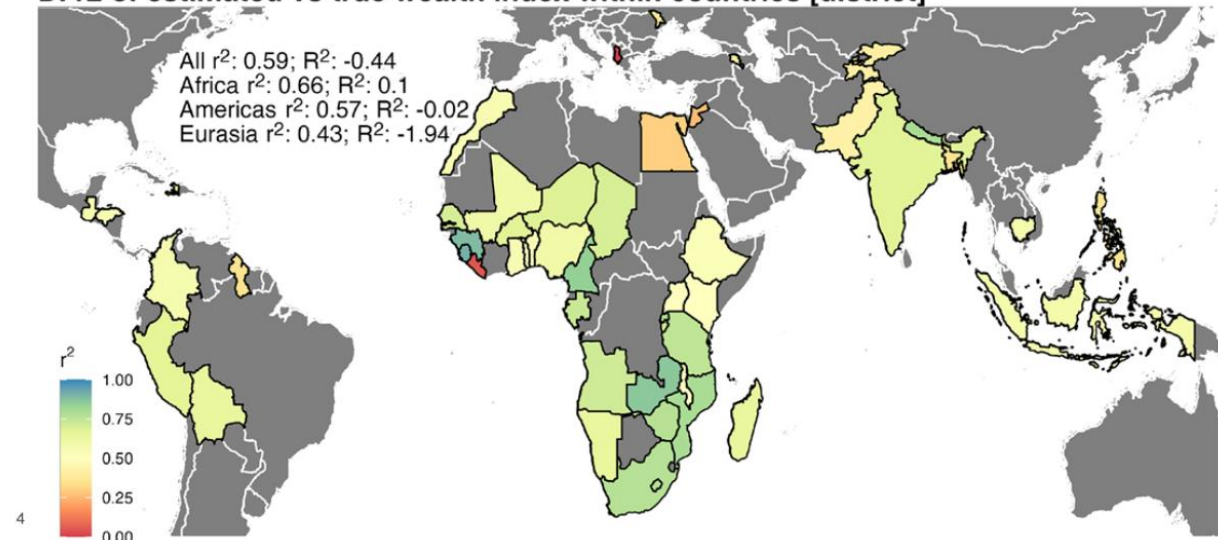 All r²: 0.59; R²: -0.44
Africa r²: 0.66; R²: 0.1
Americas r²: 0.57; R²: -0.02
Eurasia r²: 0.43; R²: -1.94
r²
1.00
0.75
0.50
0.25
0.00
4